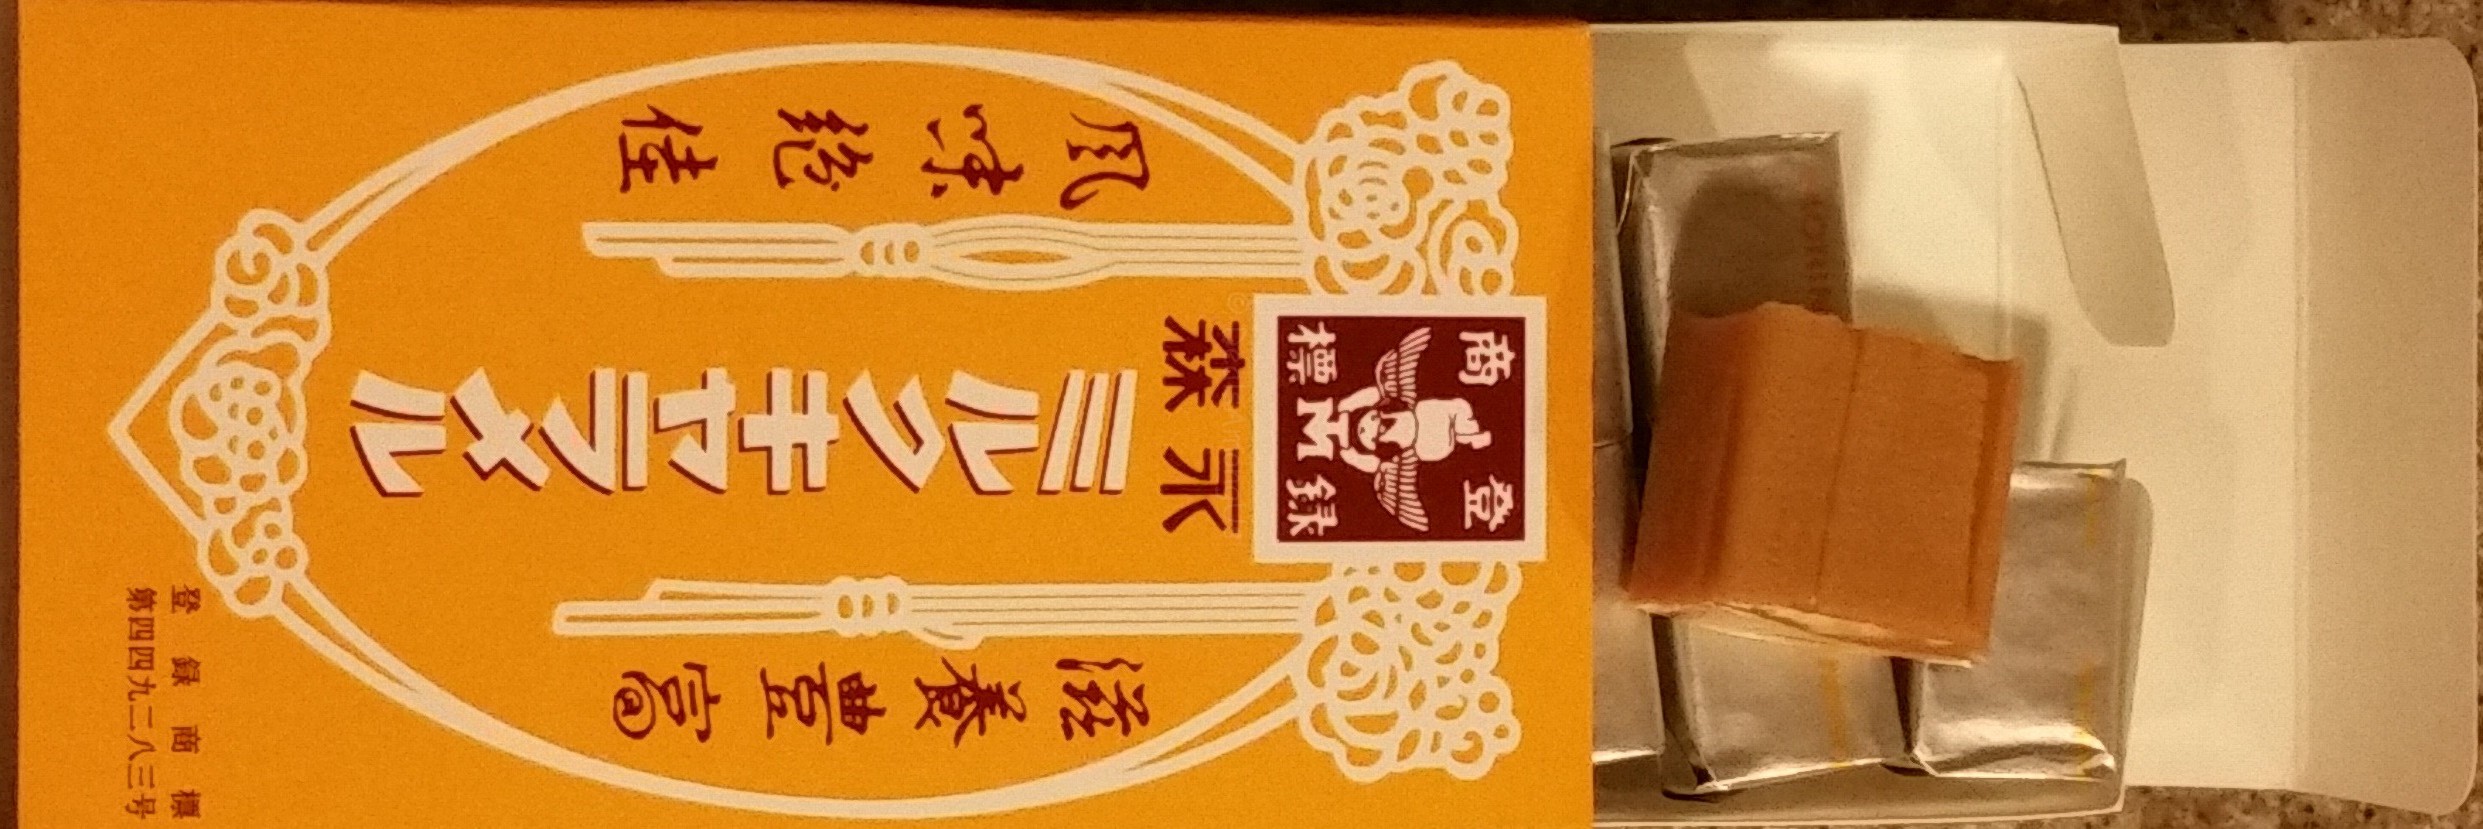 登録
商標
M
森永
滋養豊富
ミルクキャラメル
風味絶佳
登録商標
第四四四九二八三号